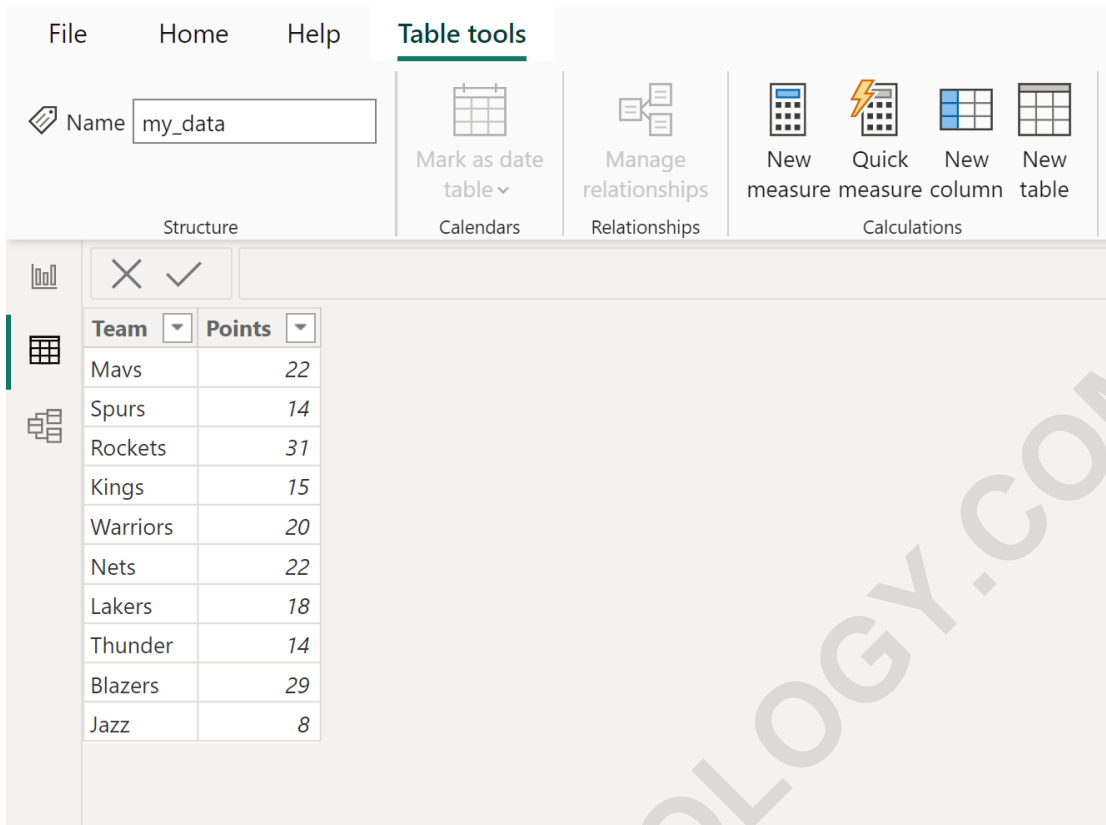 File Home Help Table tools
Name my_data
Mark as date table
Manage relationships
New measure
Quick measure
New column
New table
Structure Calendars Relationships Calculations
Team Points
Mavs 22
Spurs 14
Rockets 31
Kings 15
Warriors 20
Nets 22
Lakers 18
Thunder 14
Blazers 29
Jazz 8
OLOGY.COM